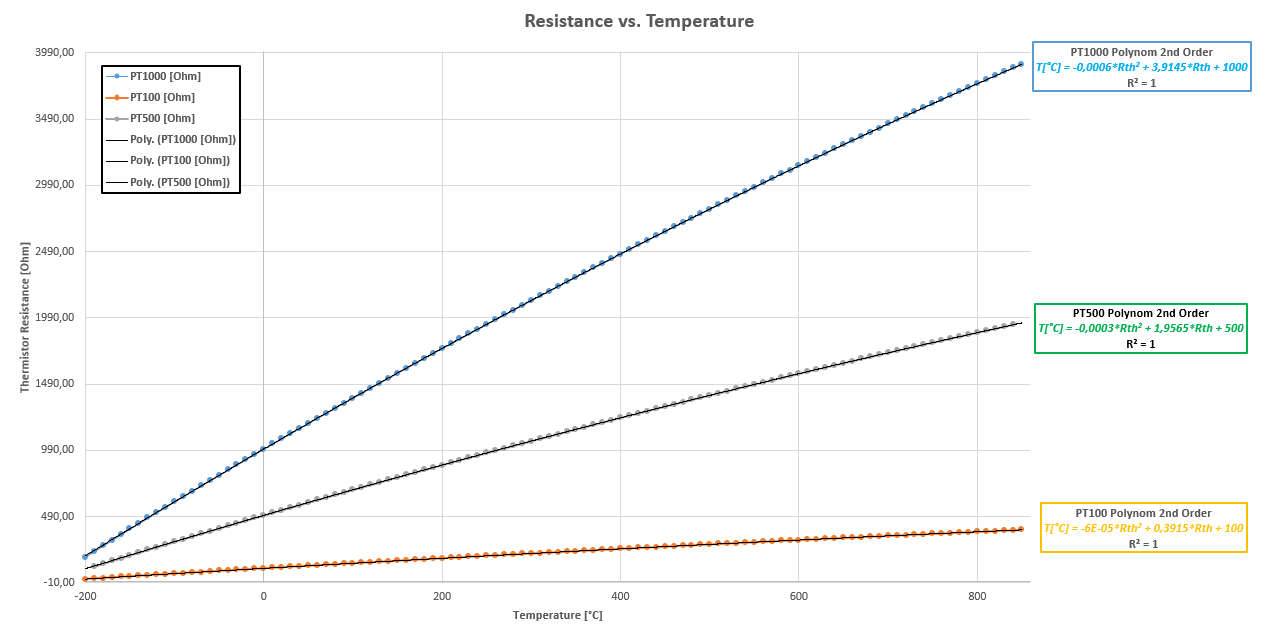 Resistance vs. Temperature
3990,00
3490,00
2990,00
2490,00
1990,00
1490,00
990,00
490,00
-10,00
Thermistor Resistance [Ohm]
PT1000 [Ohm]
PT100 [Ohm]
PT500 [Ohm]
Poly. (PT1000 [Ohm])
Poly. (PT100 [Ohm])
Poly. (PT500 [Ohm])
PT1000 Polynom 2nd Order
T[°C] = -0,0006*Rth² + 3,9145*Rth + 1000
R² = 1
PT500 Polynom 2nd Order
T[°C] = -0,0003*Rth² + 1,9565*Rth + 500
R² = 1
PT100 Polynom 2nd Order
T[°C] = -6E-05*Rth² + 0,3915*Rth + 100
R² = 1
-200
0
200
400
600
800
Temperature [°C]